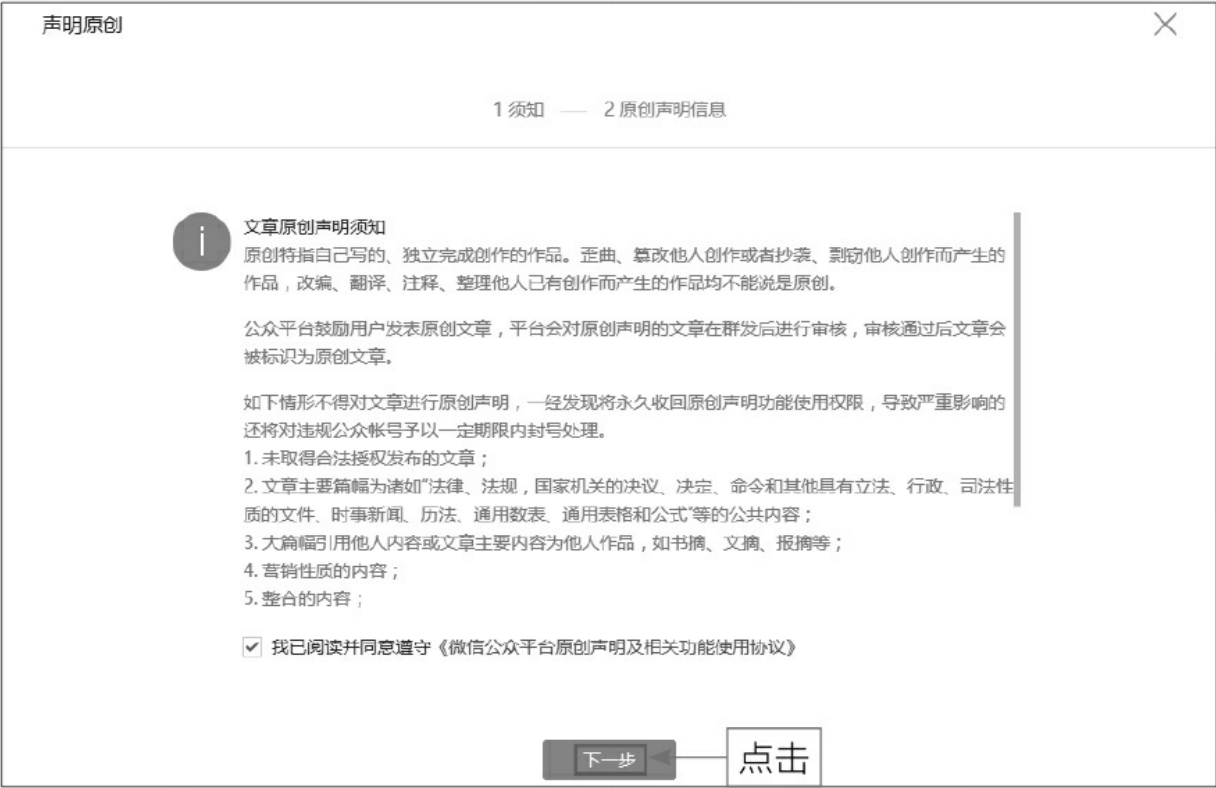 声明原创
1 须知 —— 2 原创声明信息
i
文章原创声明须知
原创特指自己写的、独立完成创作的作品。歪曲、篡改他人创作或者抄袭、剽窃他人创作而产生的
作品，改编、翻译、注释、整理他人已有创作而产生的作品均不能说是原创。
公众平台鼓励用户发表原创文章，平台会对原创声明的文章在群发后进行审核，审核通过后文章会
被标识为原创文章。
如下情形不得对文章进行原创声明，一经发现将永久收回原创声明功能使用权限，导致严重影响的
还将对违规公众帐号予以一定期限内封号处理。
1. 未取得合法授权发布的文章；
2. 文章主要篇幅为诸如“法律、法规，国家机关的决议、决定、命令和其他具有立法、行政、司法性
质的文件、时事新闻、历法、通用数表、通用表格和公式”等的公共内容；
3. 大篇幅引用他人内容或文章主要内容为他人作品，如书摘、文摘、报摘等；
4. 营销性质的内容；
5. 整合的内容；
我已阅读并同意遵守《微信公众平台原创声明及相关功能使用协议》
下一步
点击